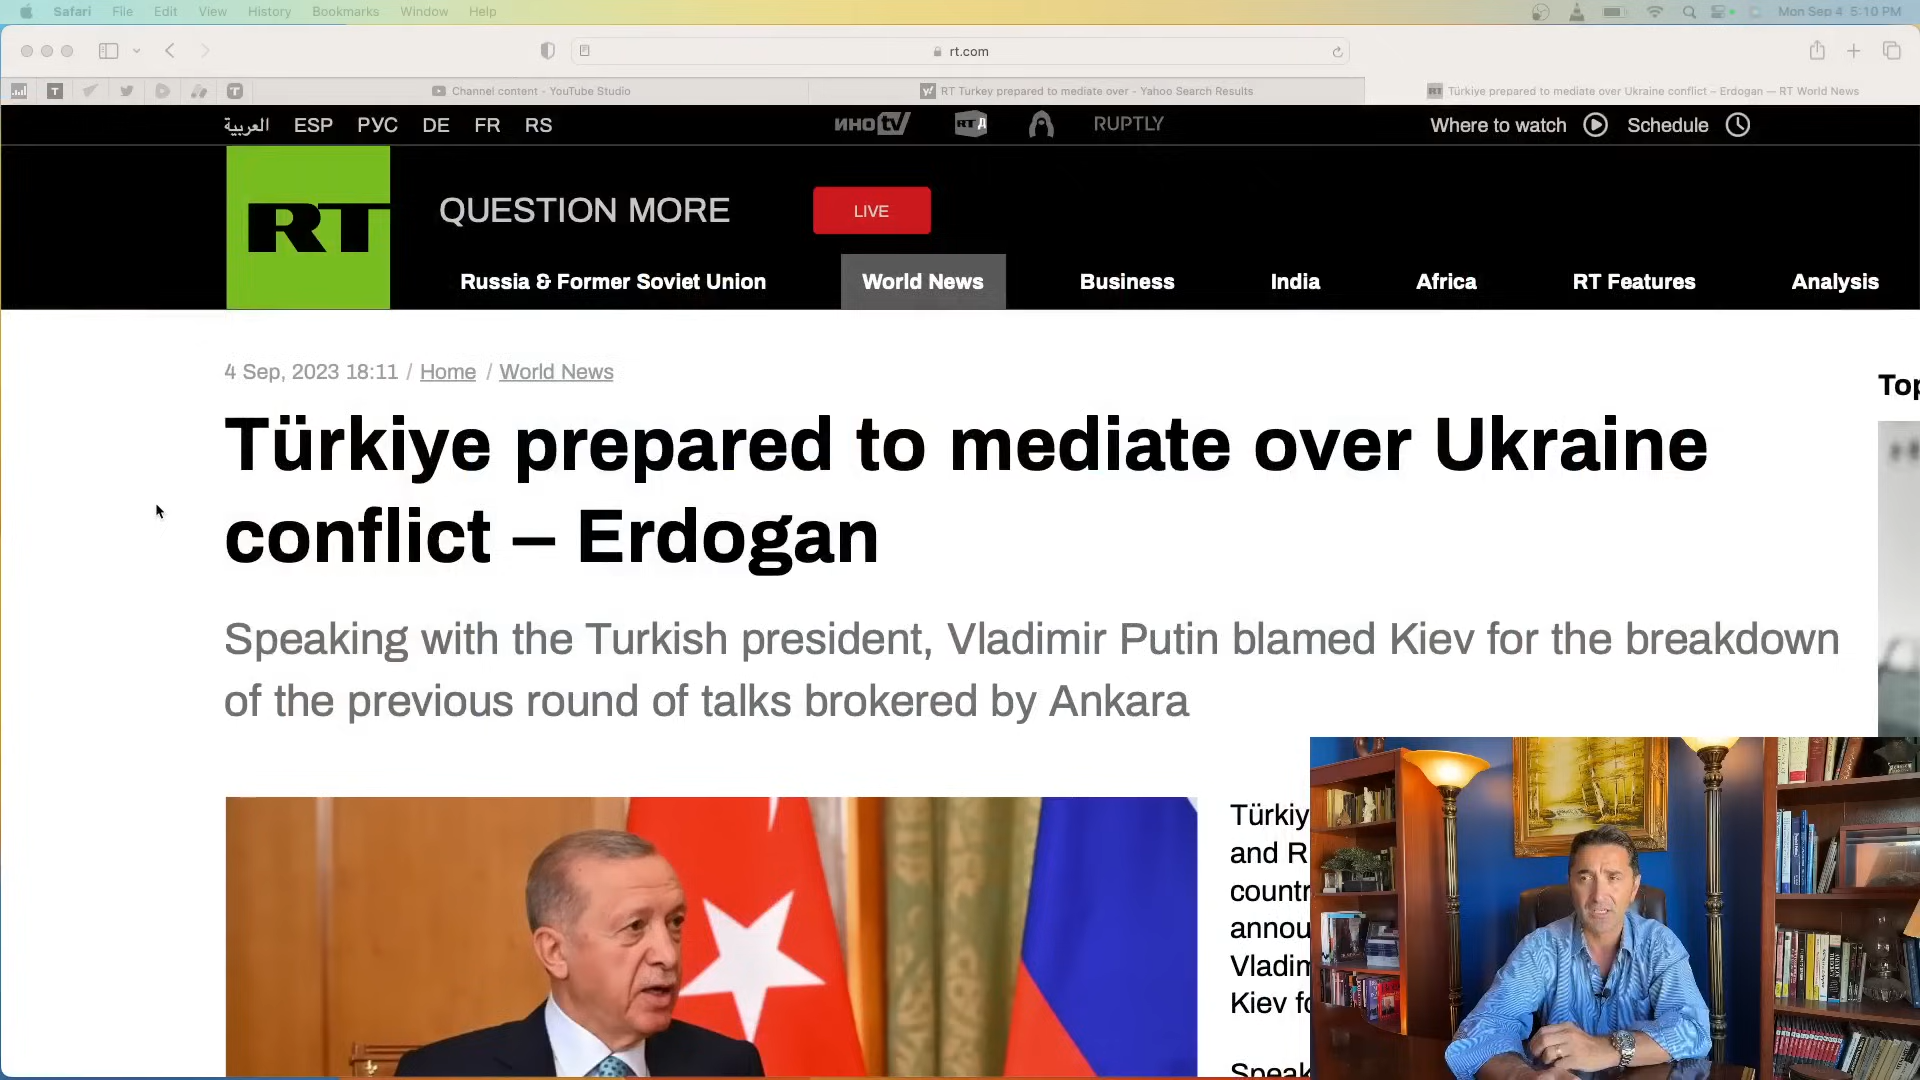 Safari File Edit View History Bookmarks Window Help Mon Sep 4 5:10 PM
rt.com
Channel content - YouTube Studio
RT Turkey prepared to mediate over - Yahoo Search Results
Türkiye prepared to mediate over Ukraine conflict – Erdogan — RT World News
العربية ESP РУС DE FR RS
ИНОTV
RTД
RUPTLY
Where to watch Schedule
RT
QUESTION MORE
LIVE
Russia & Former Soviet Union World News Business India Africa RT Features Analysis
4 Sep, 2023 18:11 / Home / World News
Top
Türkiye prepared to mediate over Ukraine
conflict – Erdogan
Speaking with the Turkish president, Vladimir Putin blamed Kiev for the breakdown
of the previous round of talks brokered by Ankara
Türkiy
and R
countr
annou
Vladim
Kiev fo
Speak